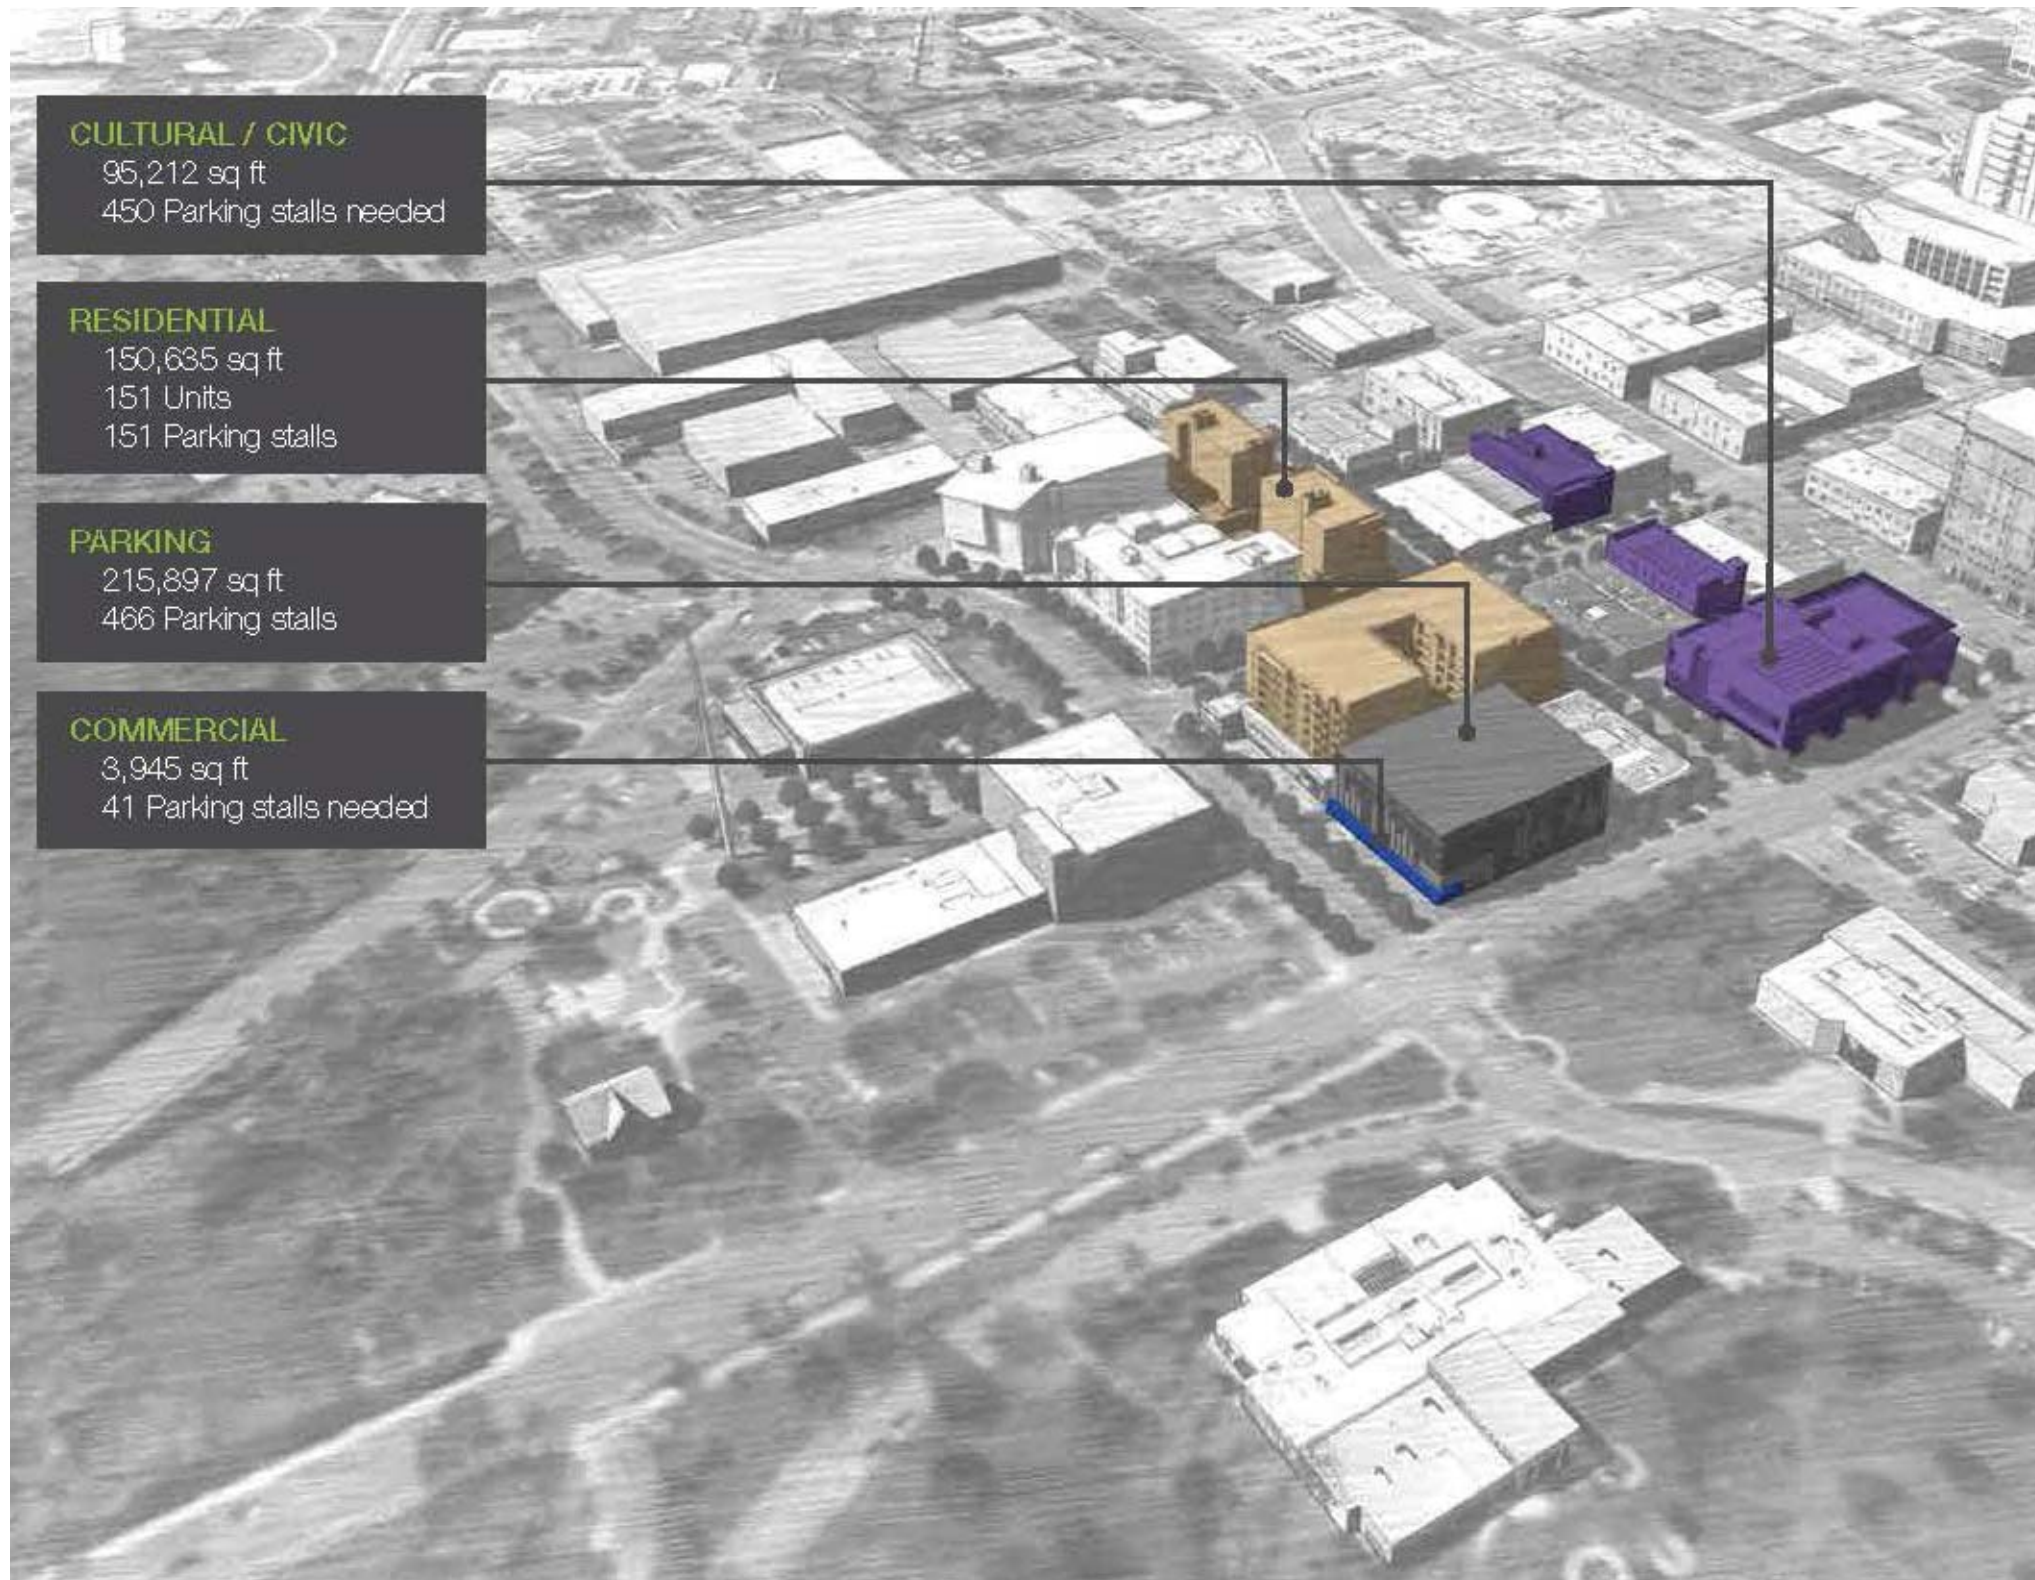 CULTURAL / CIVIC
95,212 sq ft
450 Parking stalls needed
RESIDENTIAL
150,635 sq ft
151 Units
151 Parking stalls
PARKING
215,897 sq ft
466 Parking stalls
COMMERCIAL
3,945 sq ft
41 Parking stalls needed